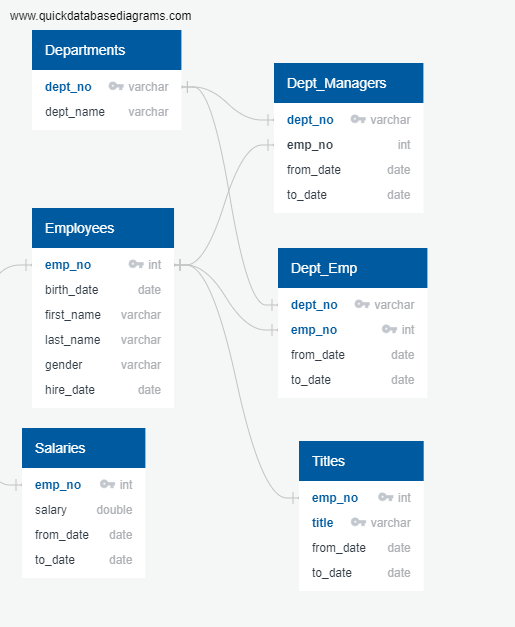 www.quickdatabasediagrams.com
Departments
dept_no varchar
dept_name varchar
Dept_Managers
dept_no varchar
emp_no int
from_date date
to_date date
Employees
emp_no int
birth_date date
first_name varchar
last_name varchar
gender varchar
hire_date date
Dept_Emp
dept_no varchar
emp_no int
from_date date
to_date date
Salaries
emp_no int
salary double
from_date date
to_date date
Titles
emp_no int
title varchar
from_date date
to_date date